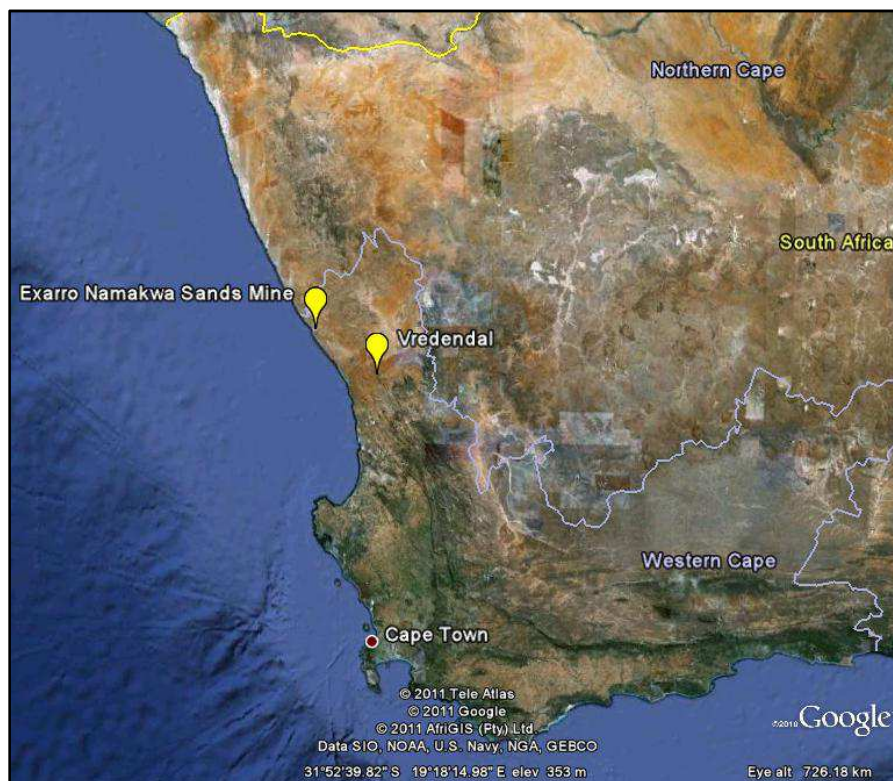 Northern Cape
South Africa
Exarro Namakwa Sands Mine
Vredendal
Western Cape
Cape Town
© 2011 Tele Atlas
© 2011 Google
© 2011 AfriGIS (Pty) Ltd
Data SIO, NOAA, U.S. Navy, NGA, GEBCO
©2010 Google
31°52'39.82" S 19°18'14.98" E elev 353 m
Eye alt 726.18 km